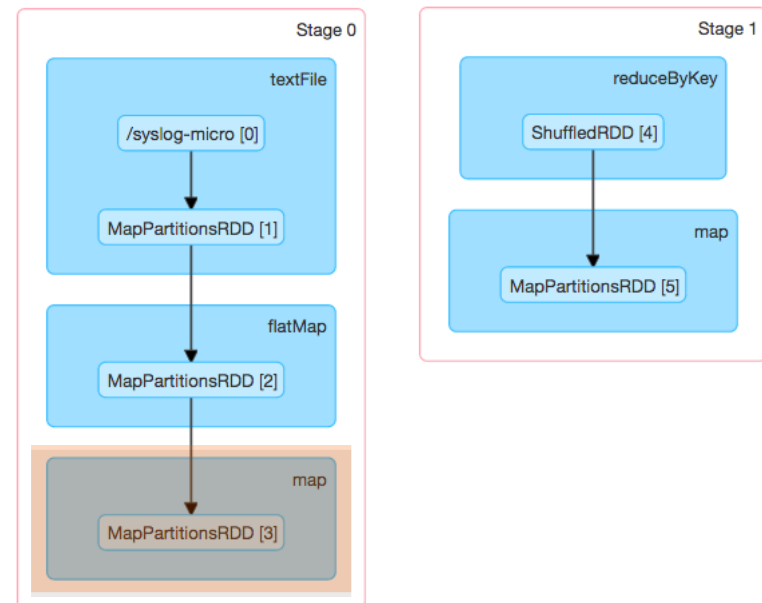 Stage 0
textFile
/syslog-micro [0]
MapPartitionsRDD [1]
flatMap
MapPartitionsRDD [2]
map
MapPartitionsRDD [3]
Stage 1
reduceByKey
ShuffledRDD [4]
map
MapPartitionsRDD [5]